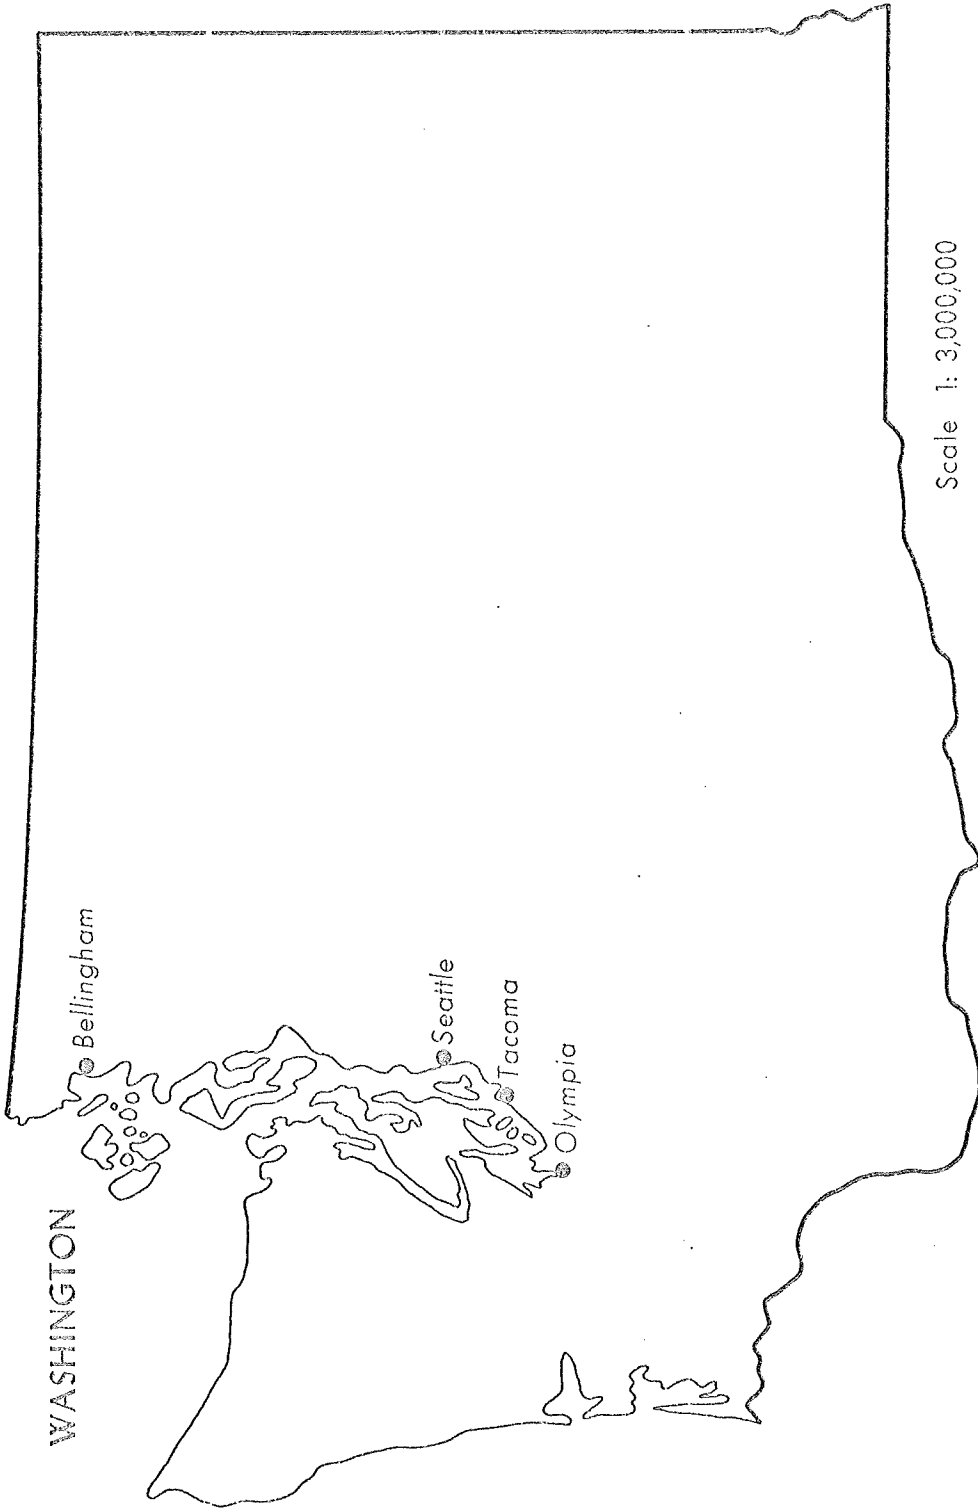 WASHINGTON
Bellingham
Seattle
Tacoma
Olympia
Scale 1: 3,000,000